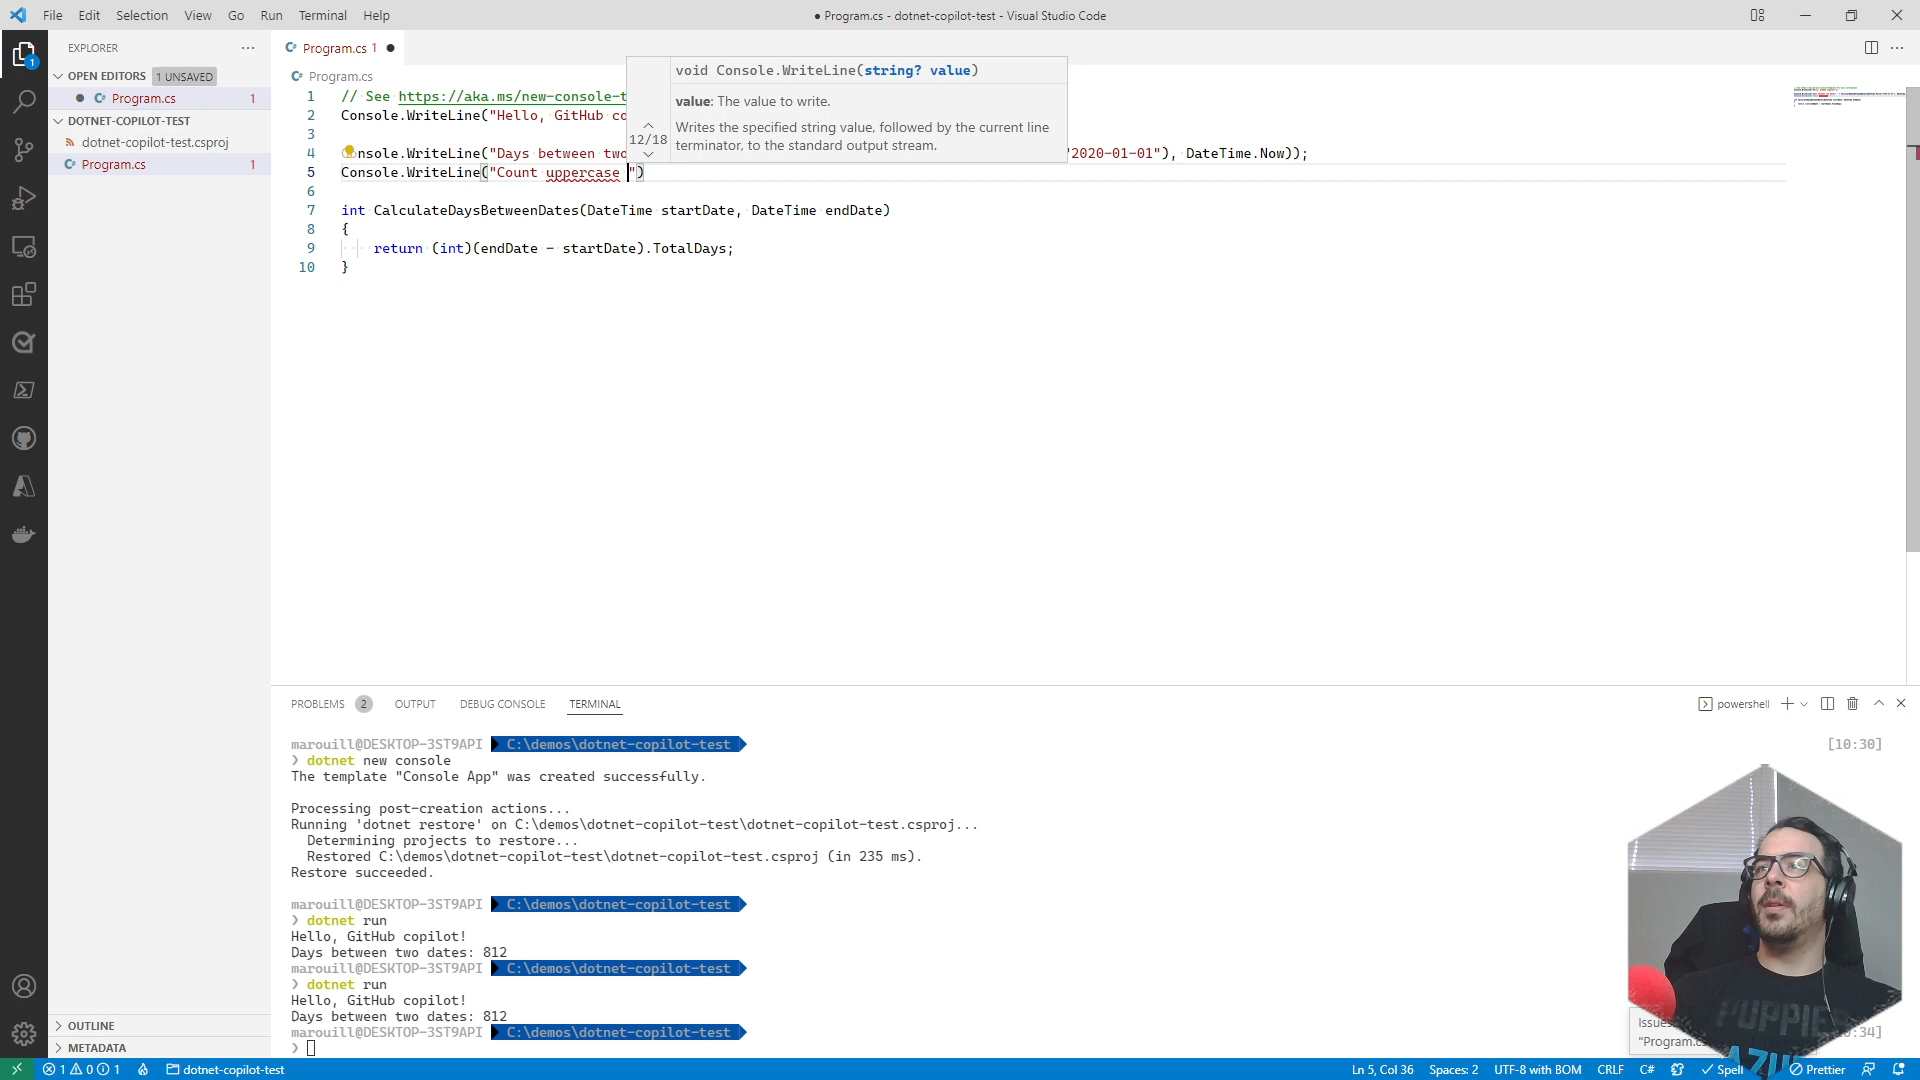 File Edit Selection View Go Run Terminal Help
● Program.cs - dotnet-copilot-test - Visual Studio Code
EXPLORER
OPEN EDITORS 1 UNSAVED
Program.cs 1
DOTNET-COPILOT-TEST
dotnet-copilot-test.csproj
Program.cs 1
OUTLINE
METADATA
Program.cs 1
Program.cs
void Console.WriteLine(string? value)
value: The value to write.
12/18
Writes the specified string value, followed by the current line
terminator, to the standard output stream.
1 // See https://aka.ms/new-console-t
2 Console.WriteLine("Hello, GitHub co
3
4 nsole.WriteLine("Days between two "2020-01-01"), DateTime.Now));
5 Console.WriteLine("Count uppercase ")
6
7 int CalculateDaysBetweenDates(DateTime startDate, DateTime endDate)
8 {
9 return (int)(endDate - startDate).TotalDays;
10 }
PROBLEMS 2 OUTPUT DEBUG CONSOLE TERMINAL
powershell
marouill@DESKTOP-3ST9API C:\demos\dotnet-copilot-test [10:30]
❯ dotnet new console
The template "Console App" was created successfully.
Processing post-creation actions...
Running 'dotnet restore' on C:\demos\dotnet-copilot-test\dotnet-copilot-test.csproj...
Determining projects to restore...
Restored C:\demos\dotnet-copilot-test\dotnet-copilot-test.csproj (in 235 ms).
Restore succeeded.
marouill@DESKTOP-3ST9API C:\demos\dotnet-copilot-test
❯ dotnet run
Hello, GitHub copilot!
Days between two dates: 812
marouill@DESKTOP-3ST9API C:\demos\dotnet-copilot-test
❯ dotnet run
Hello, GitHub copilot!
Days between two dates: 812
marouill@DESKTOP-3ST9API C:\demos\dotnet-copilot-test :34]
❯
Issues
"Program.c
PUPPIE
AZU
1 0 1 dotnet-copilot-test
Ln 5, Col 36 Spaces: 2 UTF-8 with BOM CRLF C# Spell Prettier